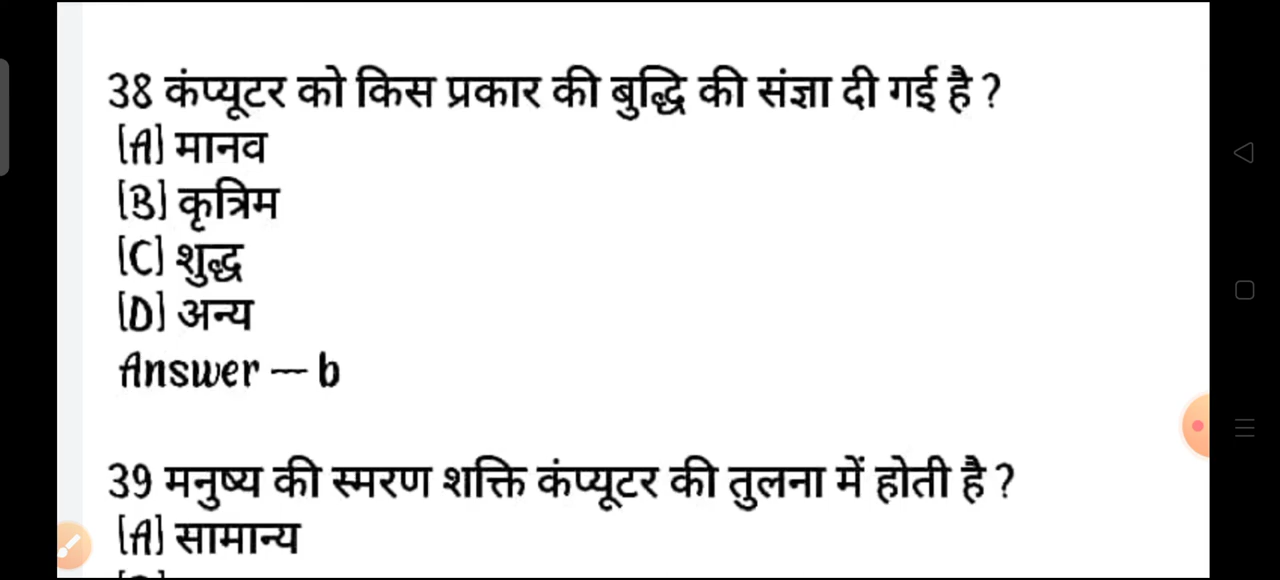 38 कंप्यूटर को किस प्रकार की बुद्धि की संज्ञा दी गई है ?
[A] मानव
[B] कृत्रिम
[C] शुद्ध
[D] अन्य
Answer — b
39 मनुष्य की स्मरण शक्ति कंप्यूटर की तुलना में होती है ?
[A] सामान्य